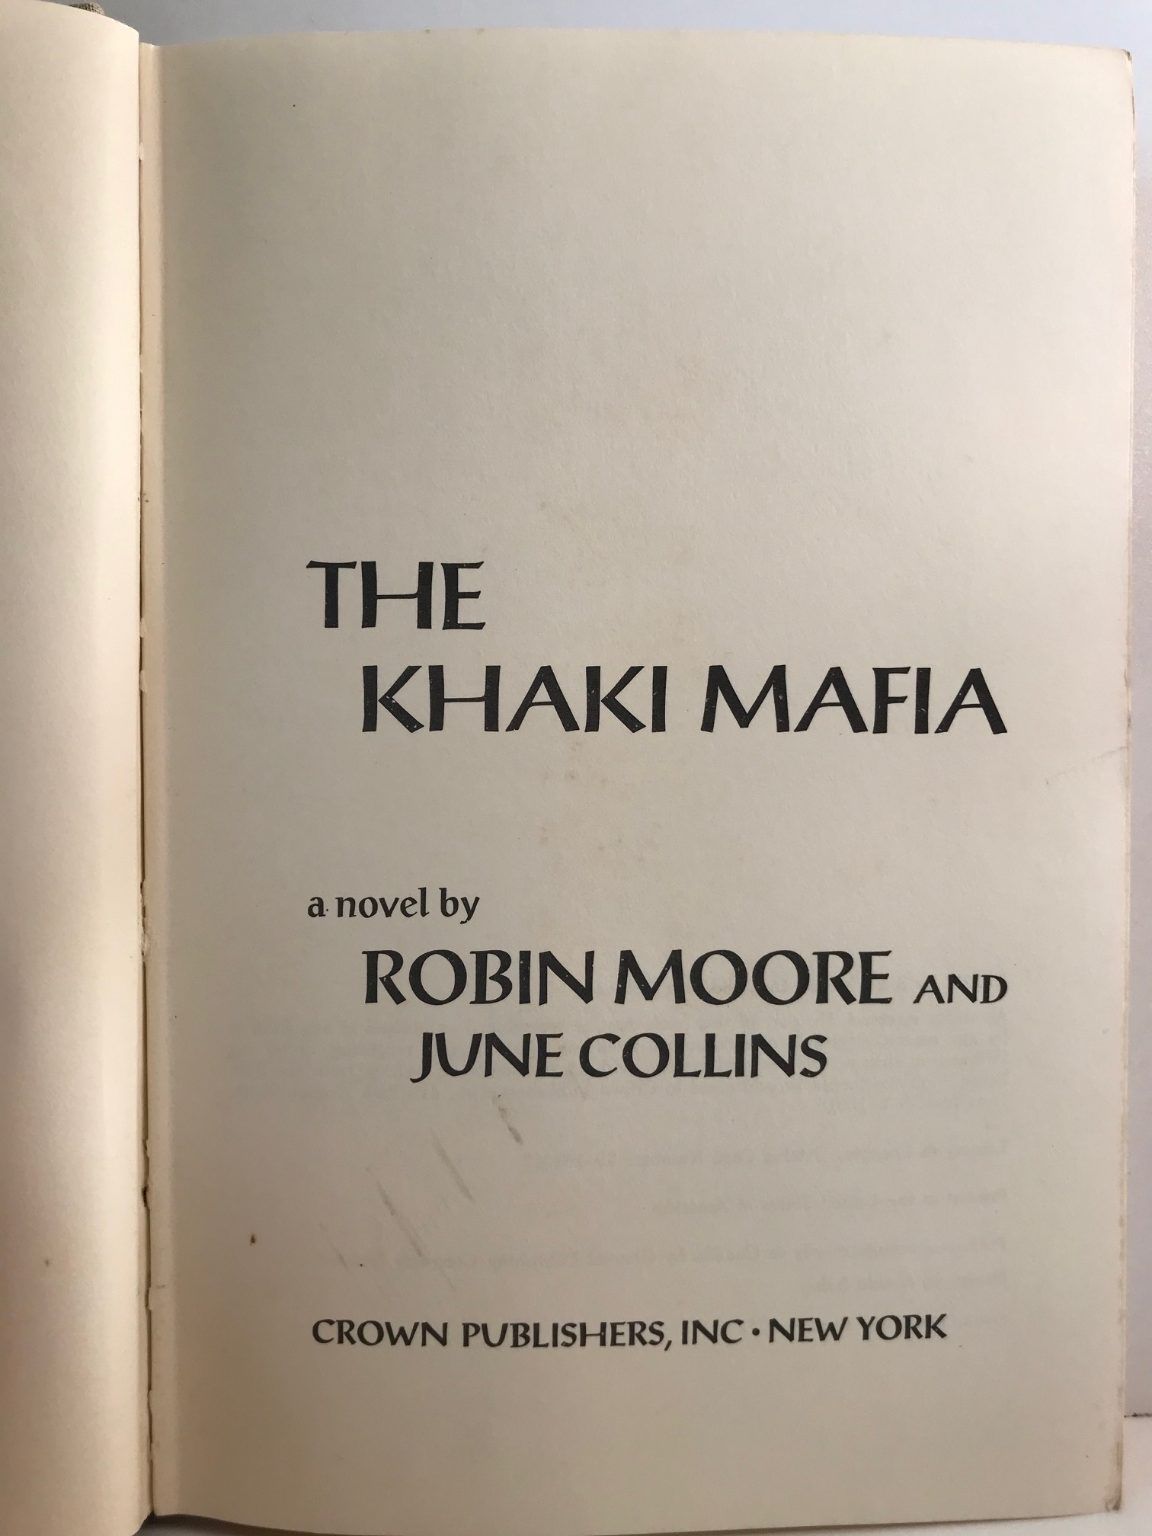 THE
KHAKI MAFIA
a novel by
ROBIN MOORE AND
JUNE COLLINS
CROWN PUBLISHERS, INC • NEW YORK